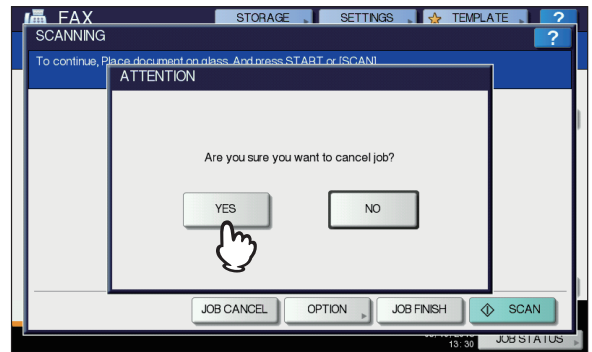 FAX STORAGE SETTINGS TEMPLATE ?
SCANNING ?
To continue, Place document on glass. And press START or [SCAN]
ATTENTION
Are you sure you want to cancel job?
YES NO
JOB CANCEL OPTION JOB FINISH SCAN
13: 30 JOB STATUS